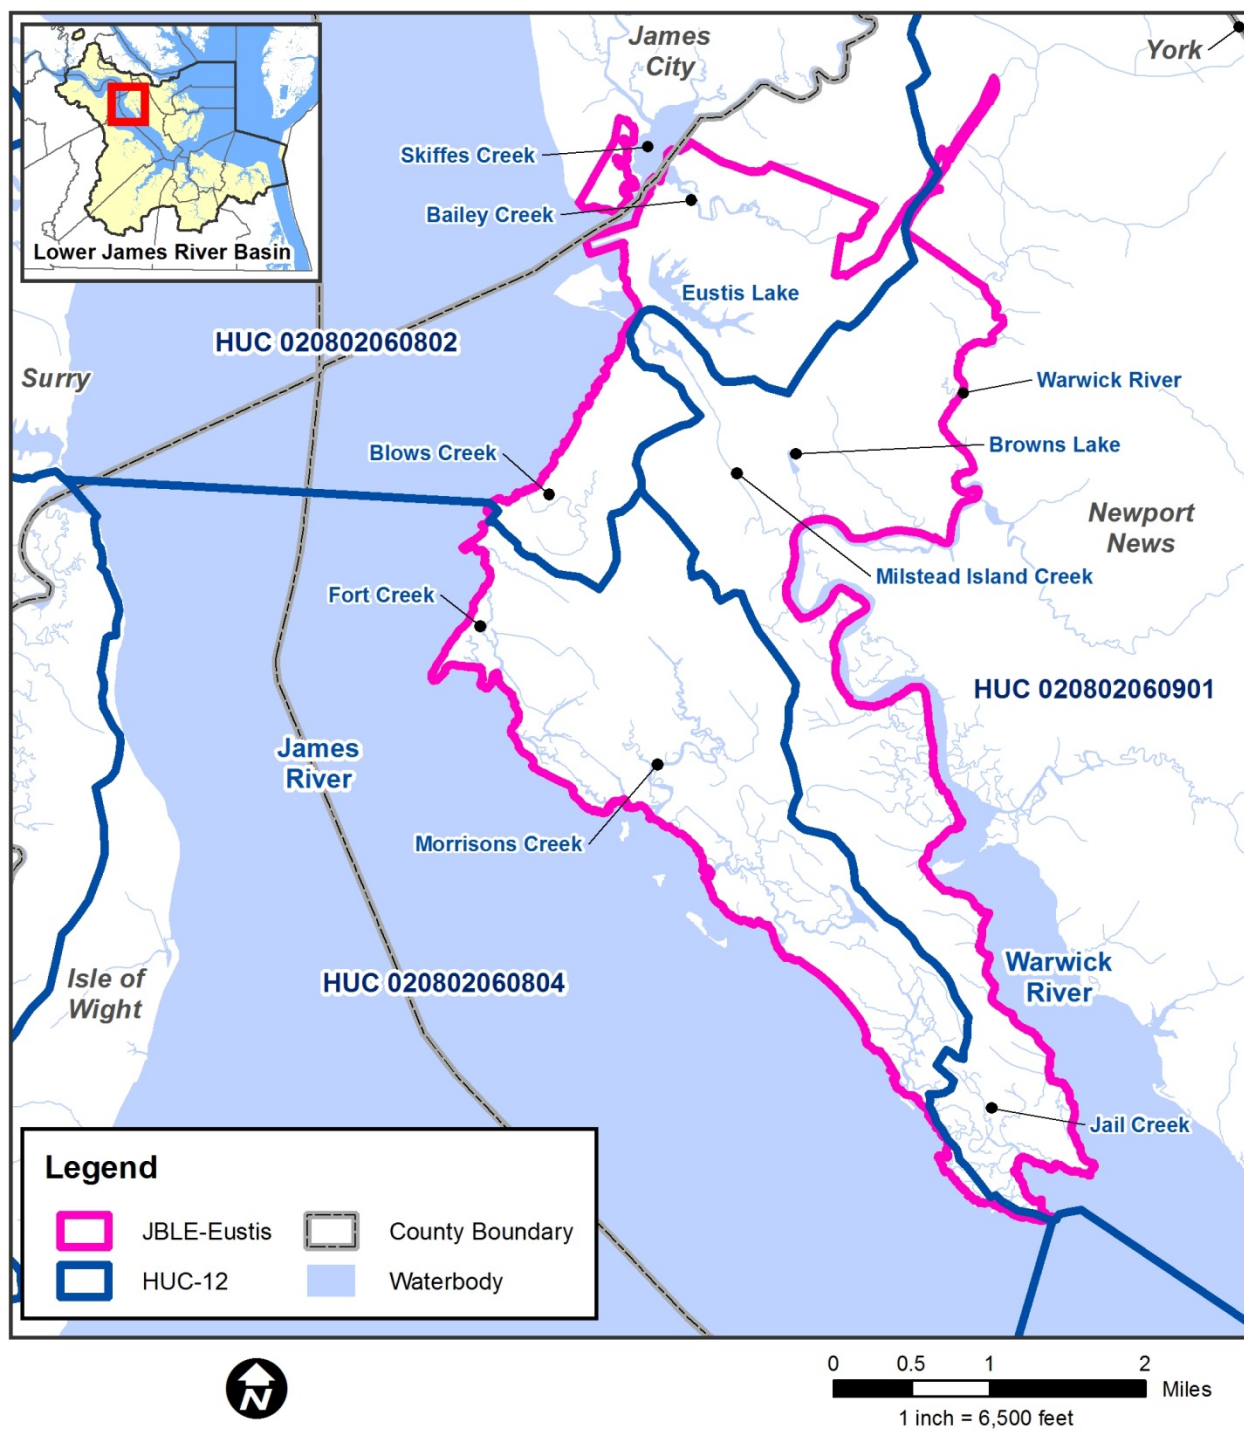 James
City
York
Skiffes Creek
Bailey Creek
Lower James River Basin
Eustis Lake
HUC 020802060802
Surry
Warwick River
Blows Creek
Browns Lake
Newport
News
Milstead Island Creek
Fort Creek
HUC 020802060901
James
River
Morrisons Creek
Isle of
Wight
HUC 020802060804
Warwick
River
Jail Creek
Legend
JBLE-Eustis
County Boundary
HUC-12
Waterbody
N
0 0.5 1 2
Miles
1 inch = 6,500 feet